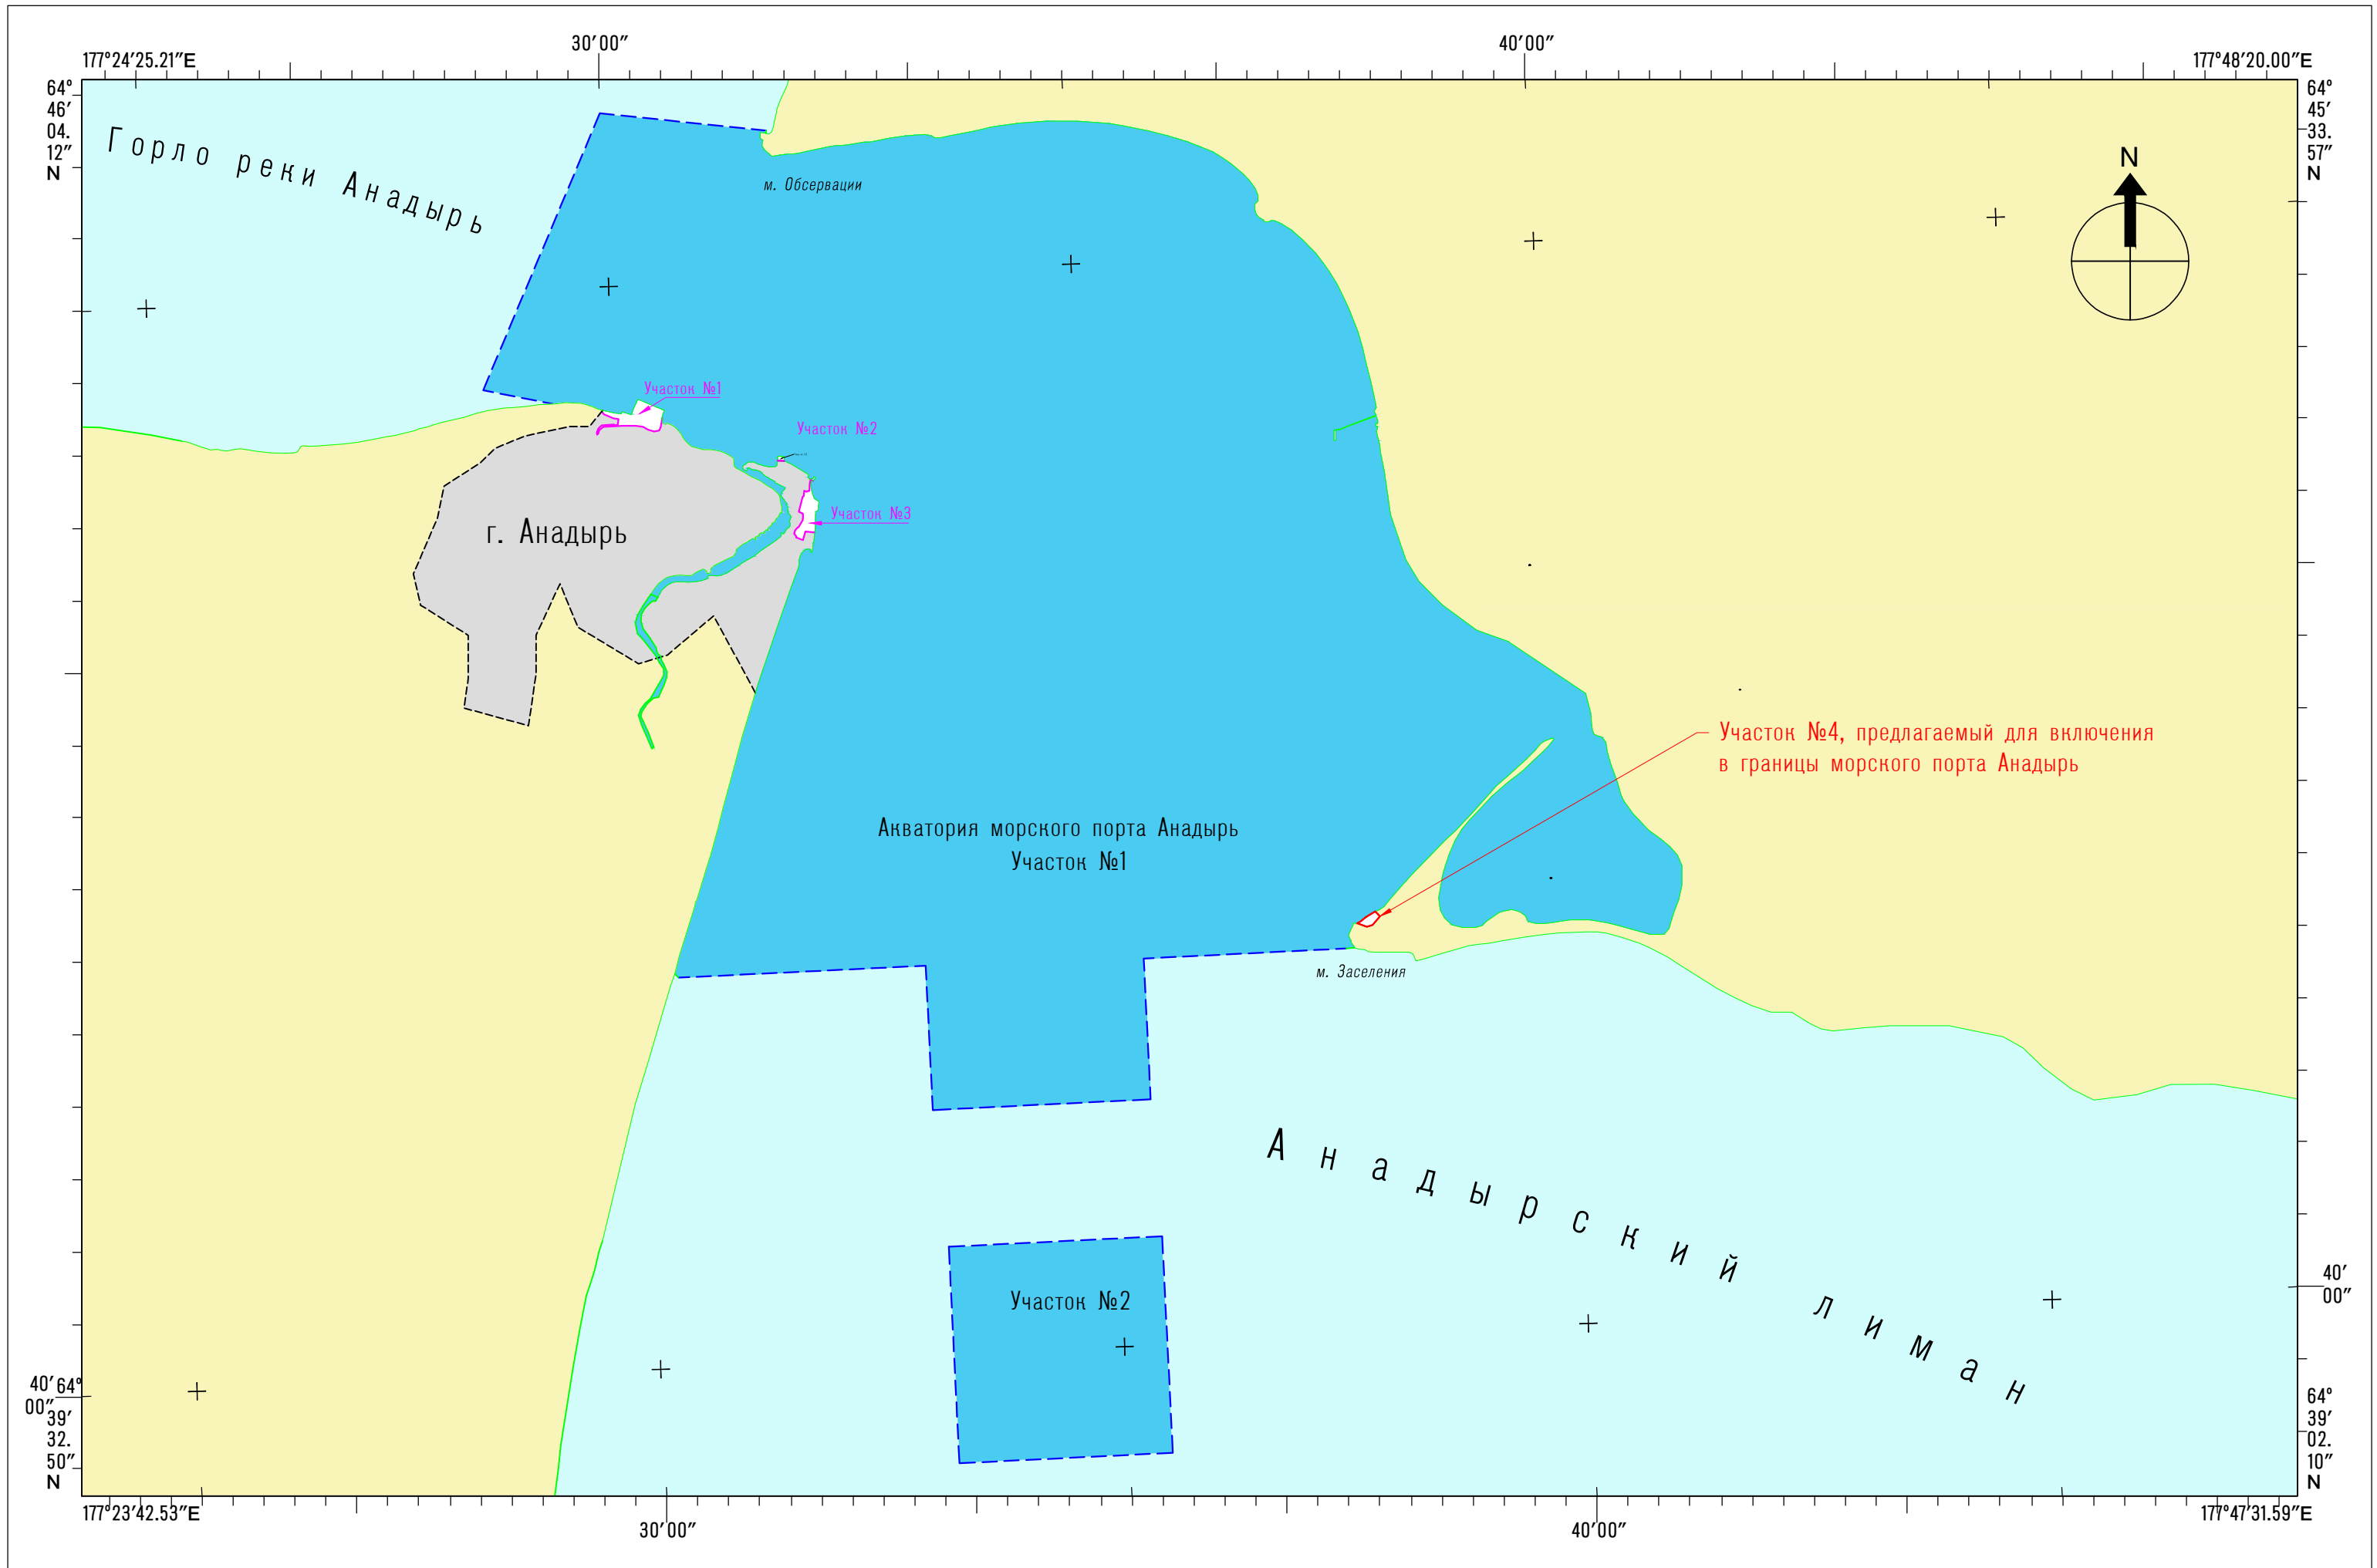 30'00" 40'00"
177°24'25.21"E 177°48'20.00"E
64°
46'
04.
12"
N
64°
45'
33.
57"
N
Горло реки Анадырь
N
м. Обсервации
Участок №1
Участок №2
Участок №3
г. Анадырь
Участок №4, предлагаемый для включения
в границы морского порта Анадырь
Акватория морского порта Анадырь
Участок №1
м. Заселения
Анадырский лиман
Участок №2
40'
00"
40'
00"
64°
39'
32.
50"
N
64°
39'
02.
10"
N
177°23'42.53"E 177°47'31.59"E
30'00" 40'00"